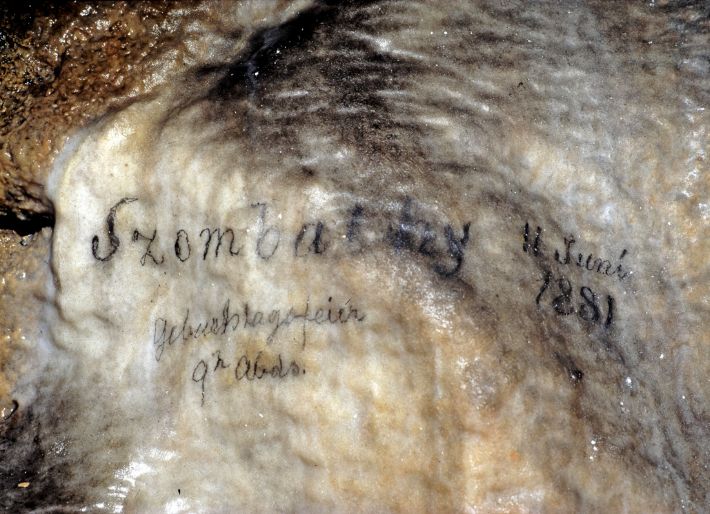 Szombathy
11 Juni
1881
Geburtstagsfeier
9h Abds.